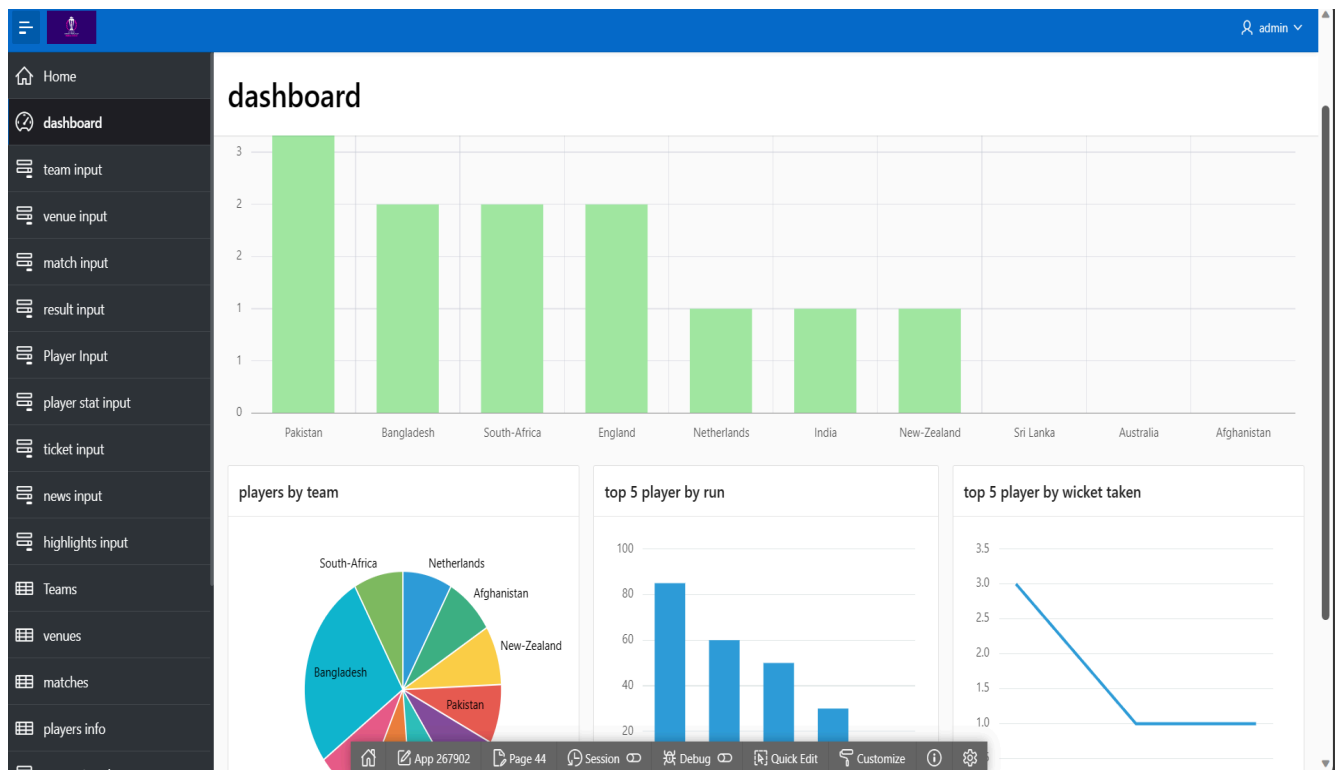 admin
Home
dashboard
team input
venue input
match input
result input
Player Input
player stat input
ticket input
news input
highlights input
Teams
venues
matches
players info
dashboard
3
2
2
1
1
0
Pakistan Bangladesh South-Africa England Netherlands India New-Zealand Sri Lanka Australia Afghanistan
players by team
South-Africa
Netherlands
Afghanistan
New-Zealand
Bangladesh
Pakistan
top 5 player by run
100
80
60
40
20
top 5 player by wicket taken
3.5
3.0
2.5
2.0
1.5
1.0
App 267902 Page 44 Session Debug Quick Edit Customize